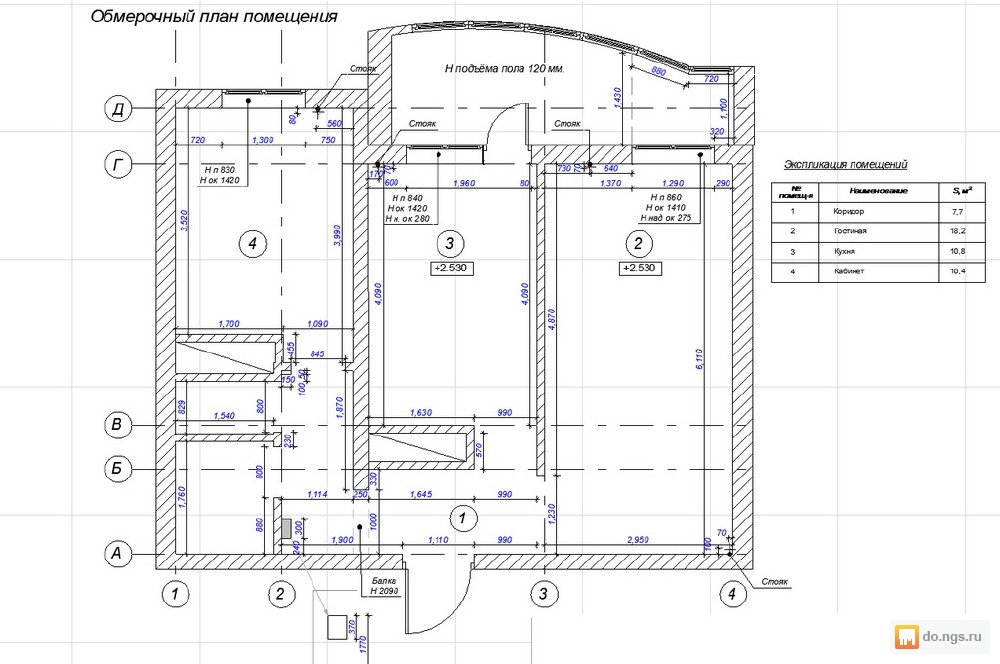 Обмерочный план помещения
Стояк
Н подъёма пола 120 мм.
880
720
Д
80
560
1,430
1,100
Стояк
Стояк
320
720
1,300
750
Г
170
70
730
70
640
Н п 830
Н ок 1420
600
1,960
80
1,370
1,290
290
Н п 840
Н ок 1420
Н н. ок 280
Н п 860
Н ок 1410
Н над ок 275
3,520
3,990
4
3
2
+2.530
+2.530
4,090
4,090
4,870
6,110
1,700
1,090
455
645
150
50
100
829
800
1,540
1,870
1,630
990
В
230
570
Б
800
330
1,760
1,114
250
1,645
990
880
300
1000
1
1,230
А
240
1,900
1,110
990
2,950
70
100
Стояк
Балка
Н 2090
1
2
3
4
370
1770
Экспликация помещений
№ помещ-я
Наименование
S, м²
1
Коридор
7,7
2
Гостиная
18,2
3
Кухня
10,8
4
Кабинет
10,4
do.ngs.ru